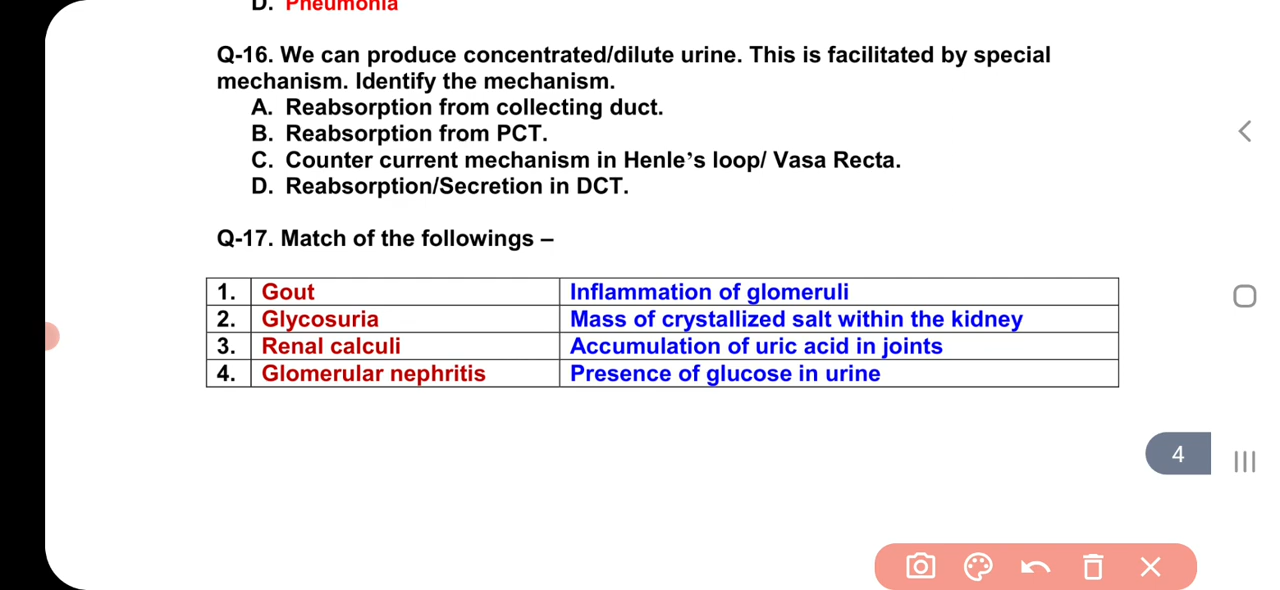 D. Pneumonia
Q-16. We can produce concentrated/dilute urine. This is facilitated by special
mechanism. Identify the mechanism.
A. Reabsorption from collecting duct.
B. Reabsorption from PCT.
C. Counter current mechanism in Henle’s loop/ Vasa Recta.
D. Reabsorption/Secretion in DCT.
Q-17. Match of the followings –
1. Gout Inflammation of glomeruli
2. Glycosuria Mass of crystallized salt within the kidney
3. Renal calculi Accumulation of uric acid in joints
4. Glomerular nephritis Presence of glucose in urine
4